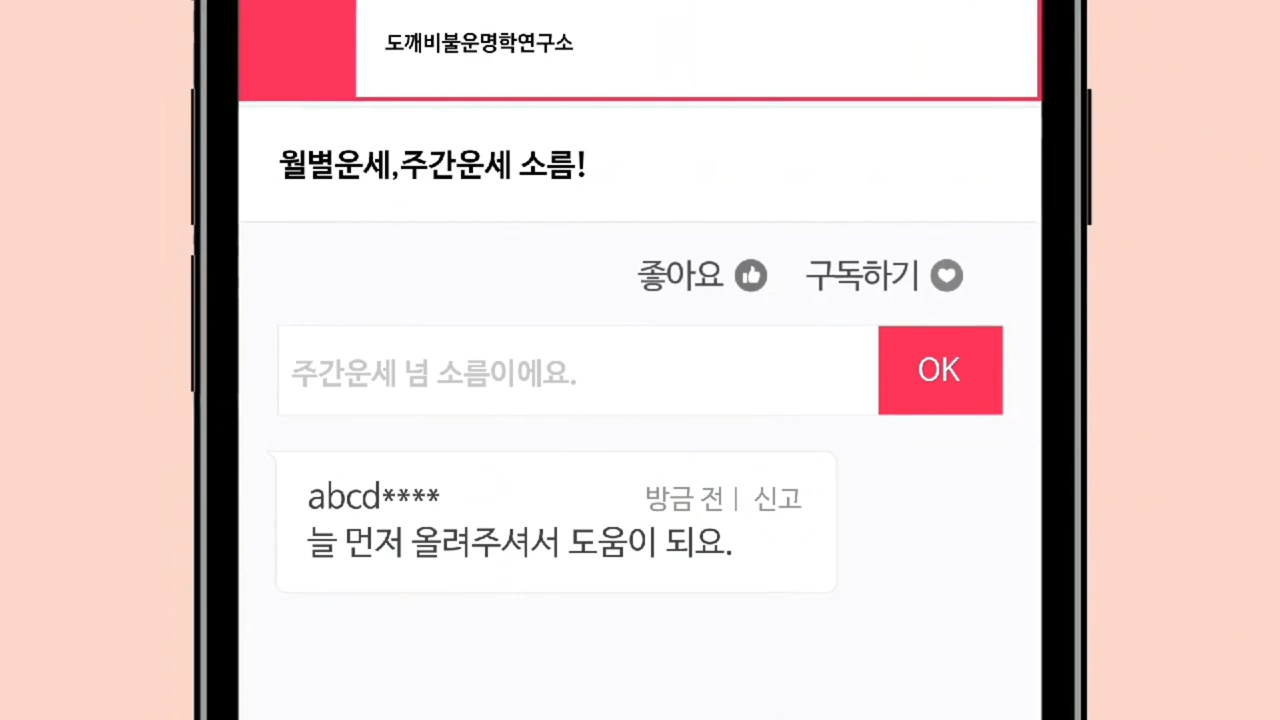 도깨비불운명학연구소
월별운세,주간운세 소름!
좋아요 구독하기
주간운세 넘 소름이에요.
OK
abcd**** 방금 전 | 신고
늘 먼저 올려주셔서 도움이 되요.